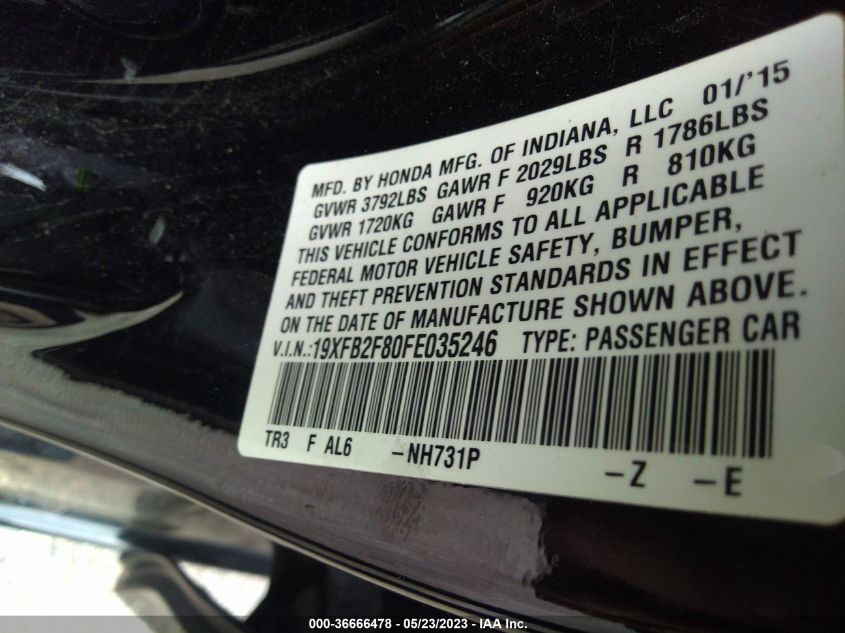 MFD. BY HONDA MFG. OF INDIANA, LLC 01/'15
GVWR 3792LBS GAWR F 2029LBS R 1786LBS
GVWR 1720KG GAWR F 920KG R 810KG
THIS VEHICLE CONFORMS TO ALL APPLICABLE
FEDERAL MOTOR VEHICLE SAFETY, BUMPER,
AND THEFT PREVENTION STANDARDS IN EFFECT
ON THE DATE OF MANUFACTURE SHOWN ABOVE.
V.I.N.:19XFB2F80FE035246 TYPE: PASSENGER CAR
TR3 F AL6 -NH731P -Z -E
000-36666478 - 05/23/2023 - IAA Inc.